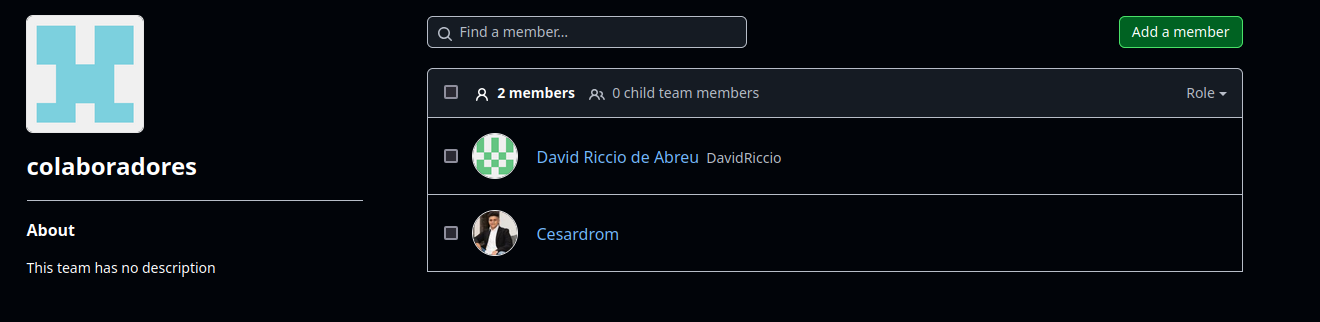 Find a member...
Add a member
2 members 0 child team members Role
colaboradores
David Riccio de Abreu DavidRiccio
About
Cesardrom
This team has no description